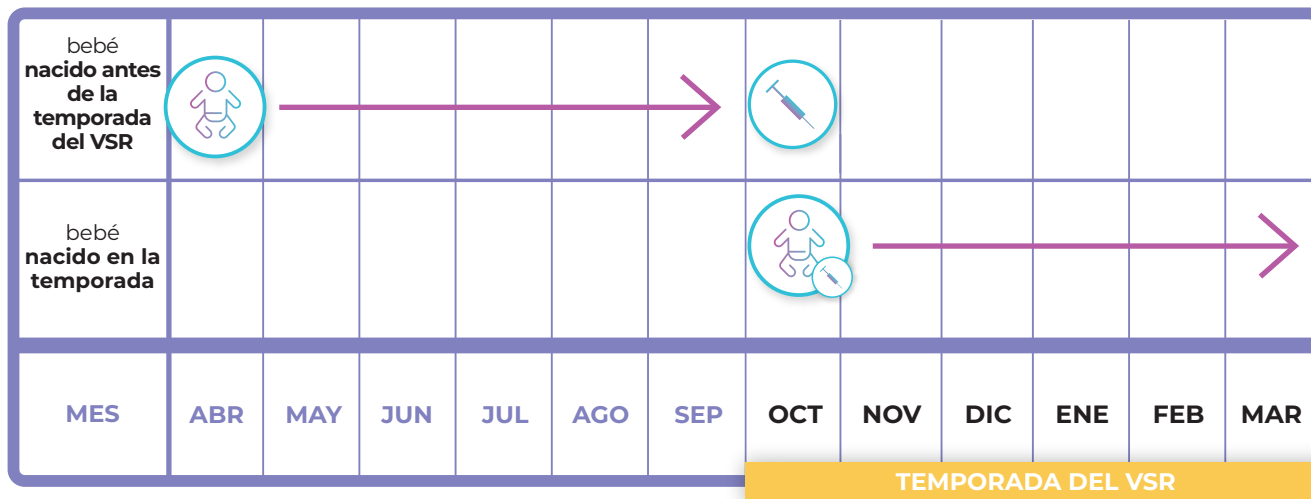 bebé
nacido antes
de la
temporada
del VSR
bebé
nacido en la
temporada
MES ABR MAY JUN JUL AGO SEP OCT NOV DIC ENE FEB MAR
TEMPORADA DEL VSR